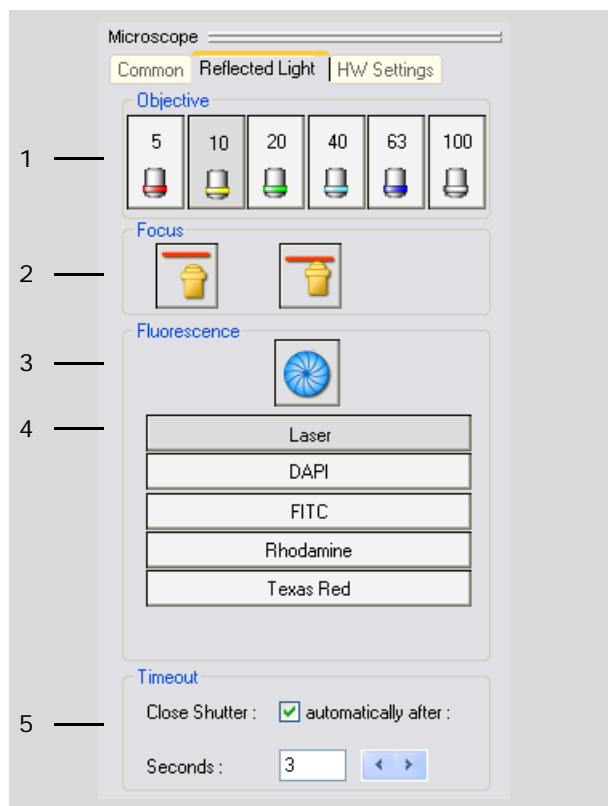 Microscope
Common Reflected Light HW Settings
Objective
1
5 10 20 40 63 100
Focus
2
Fluorescence
3
4
Laser
DAPI
FITC
Rhodamine
Texas Red
Timeout
5
Close Shutter : automatically after :
Seconds : 3